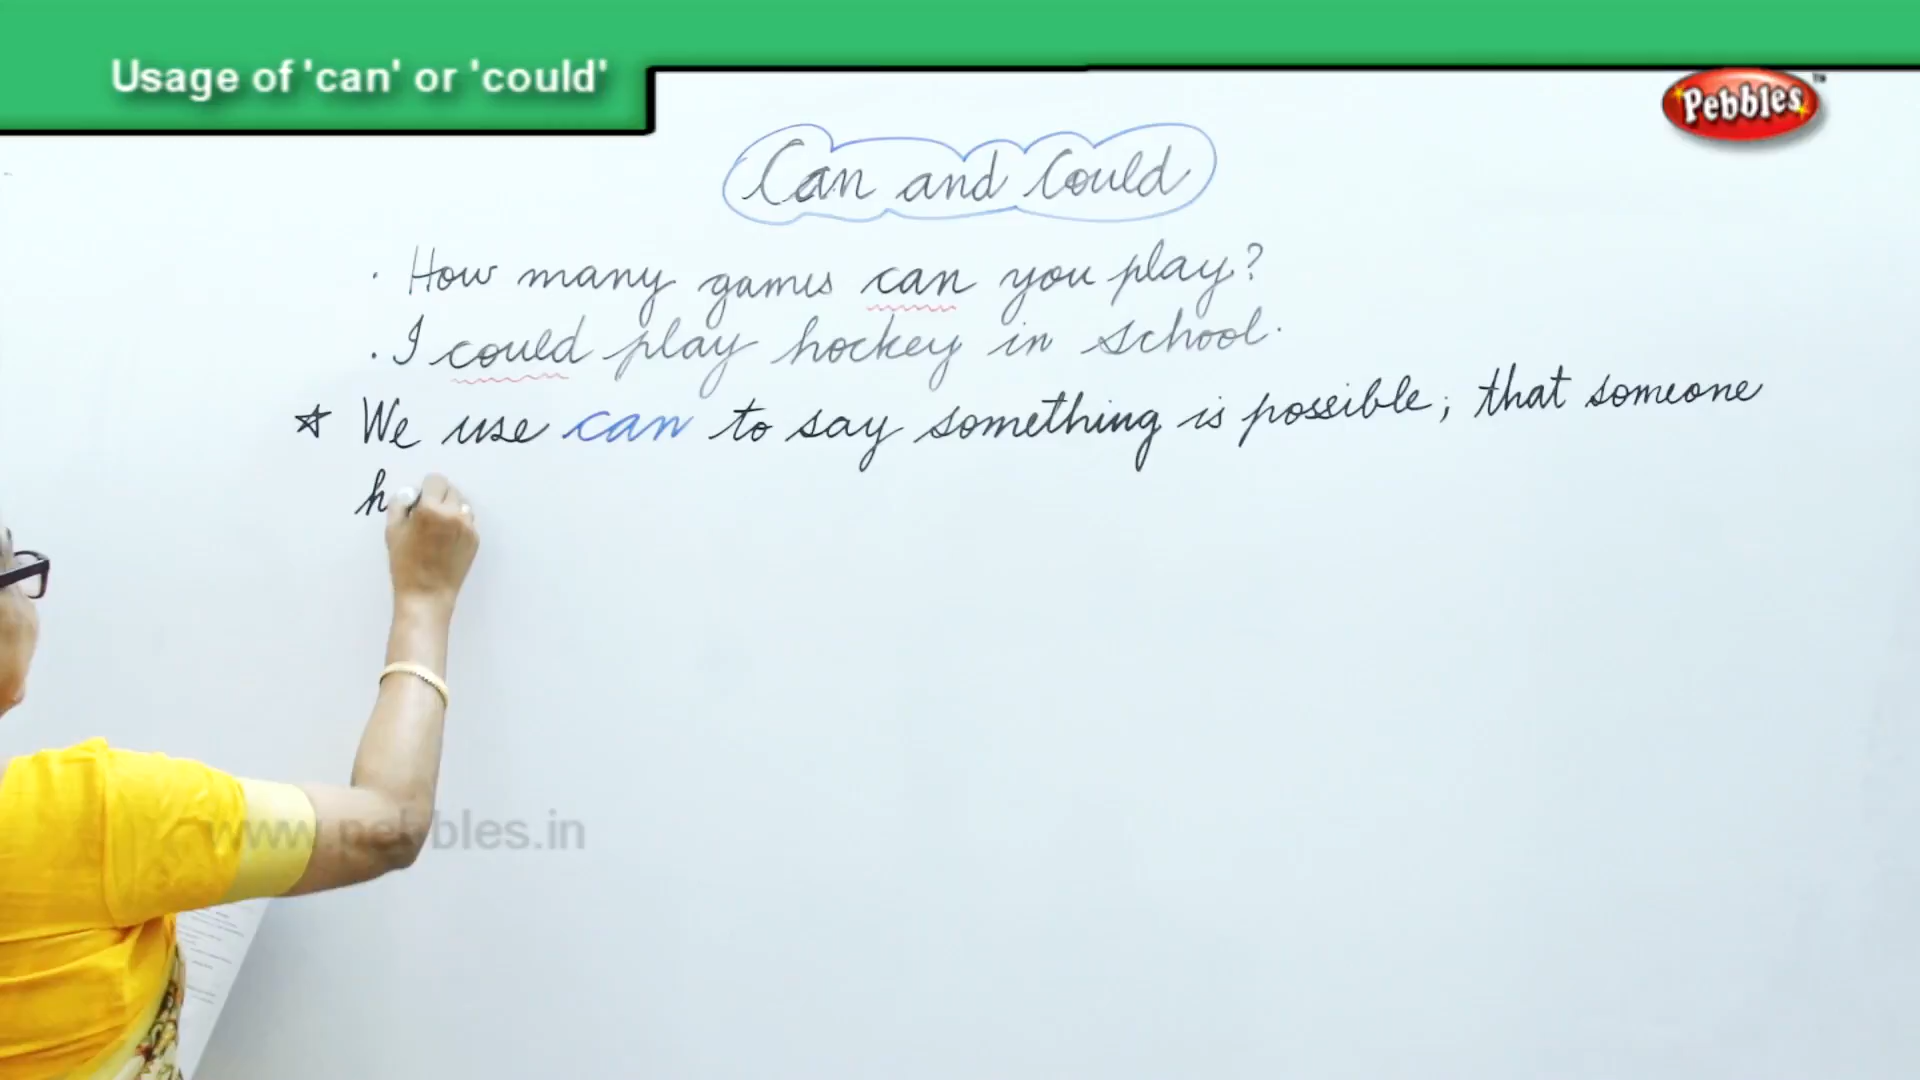 Usage of 'can' or 'could'
Pebbles™
Can and Could
· How many games can you play?
· I could play hockey in school.
☆ We use can to say something is possible; that someone
h
www.pebbles.in